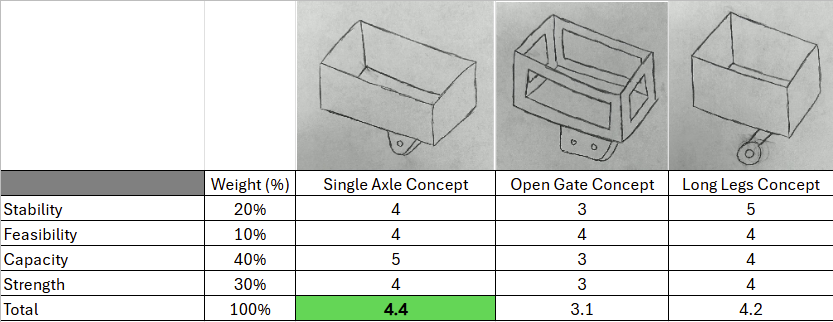 Weight (%) Single Axle Concept Open Gate Concept Long Legs Concept
Stability 20% 4 3 5
Feasibility 10% 4 4 4
Capacity 40% 5 3 4
Strength 30% 4 3 4
Total 100% 4.4 3.1 4.2